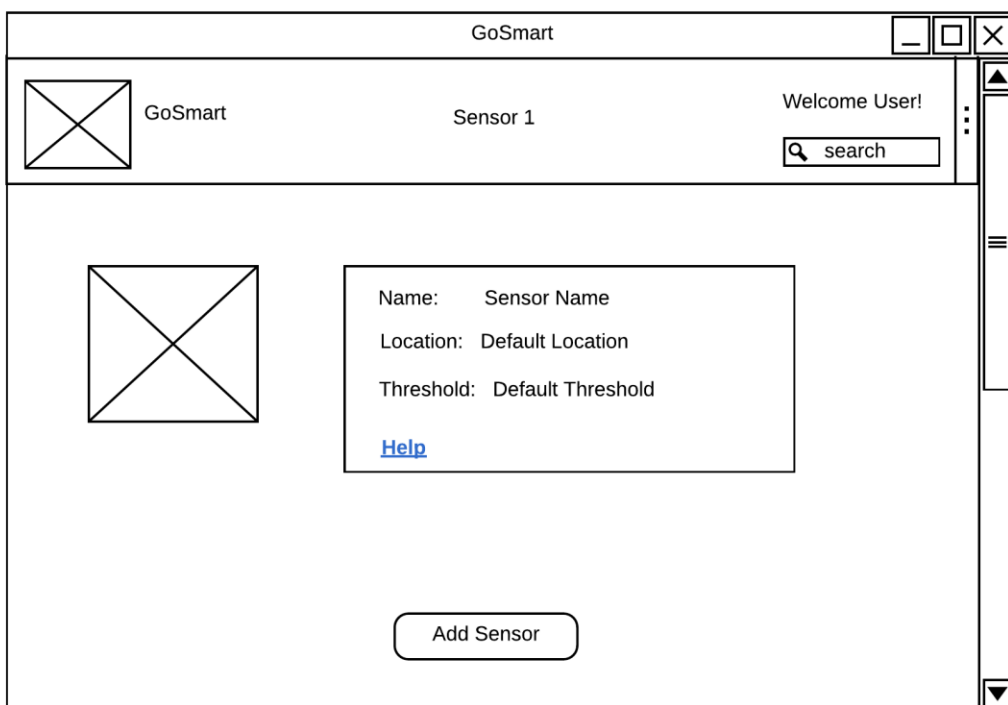 GoSmart
GoSmart
Sensor 1
Welcome User!
search
Name: Sensor Name
Location: Default Location
Threshold: Default Threshold
Help
Add Sensor